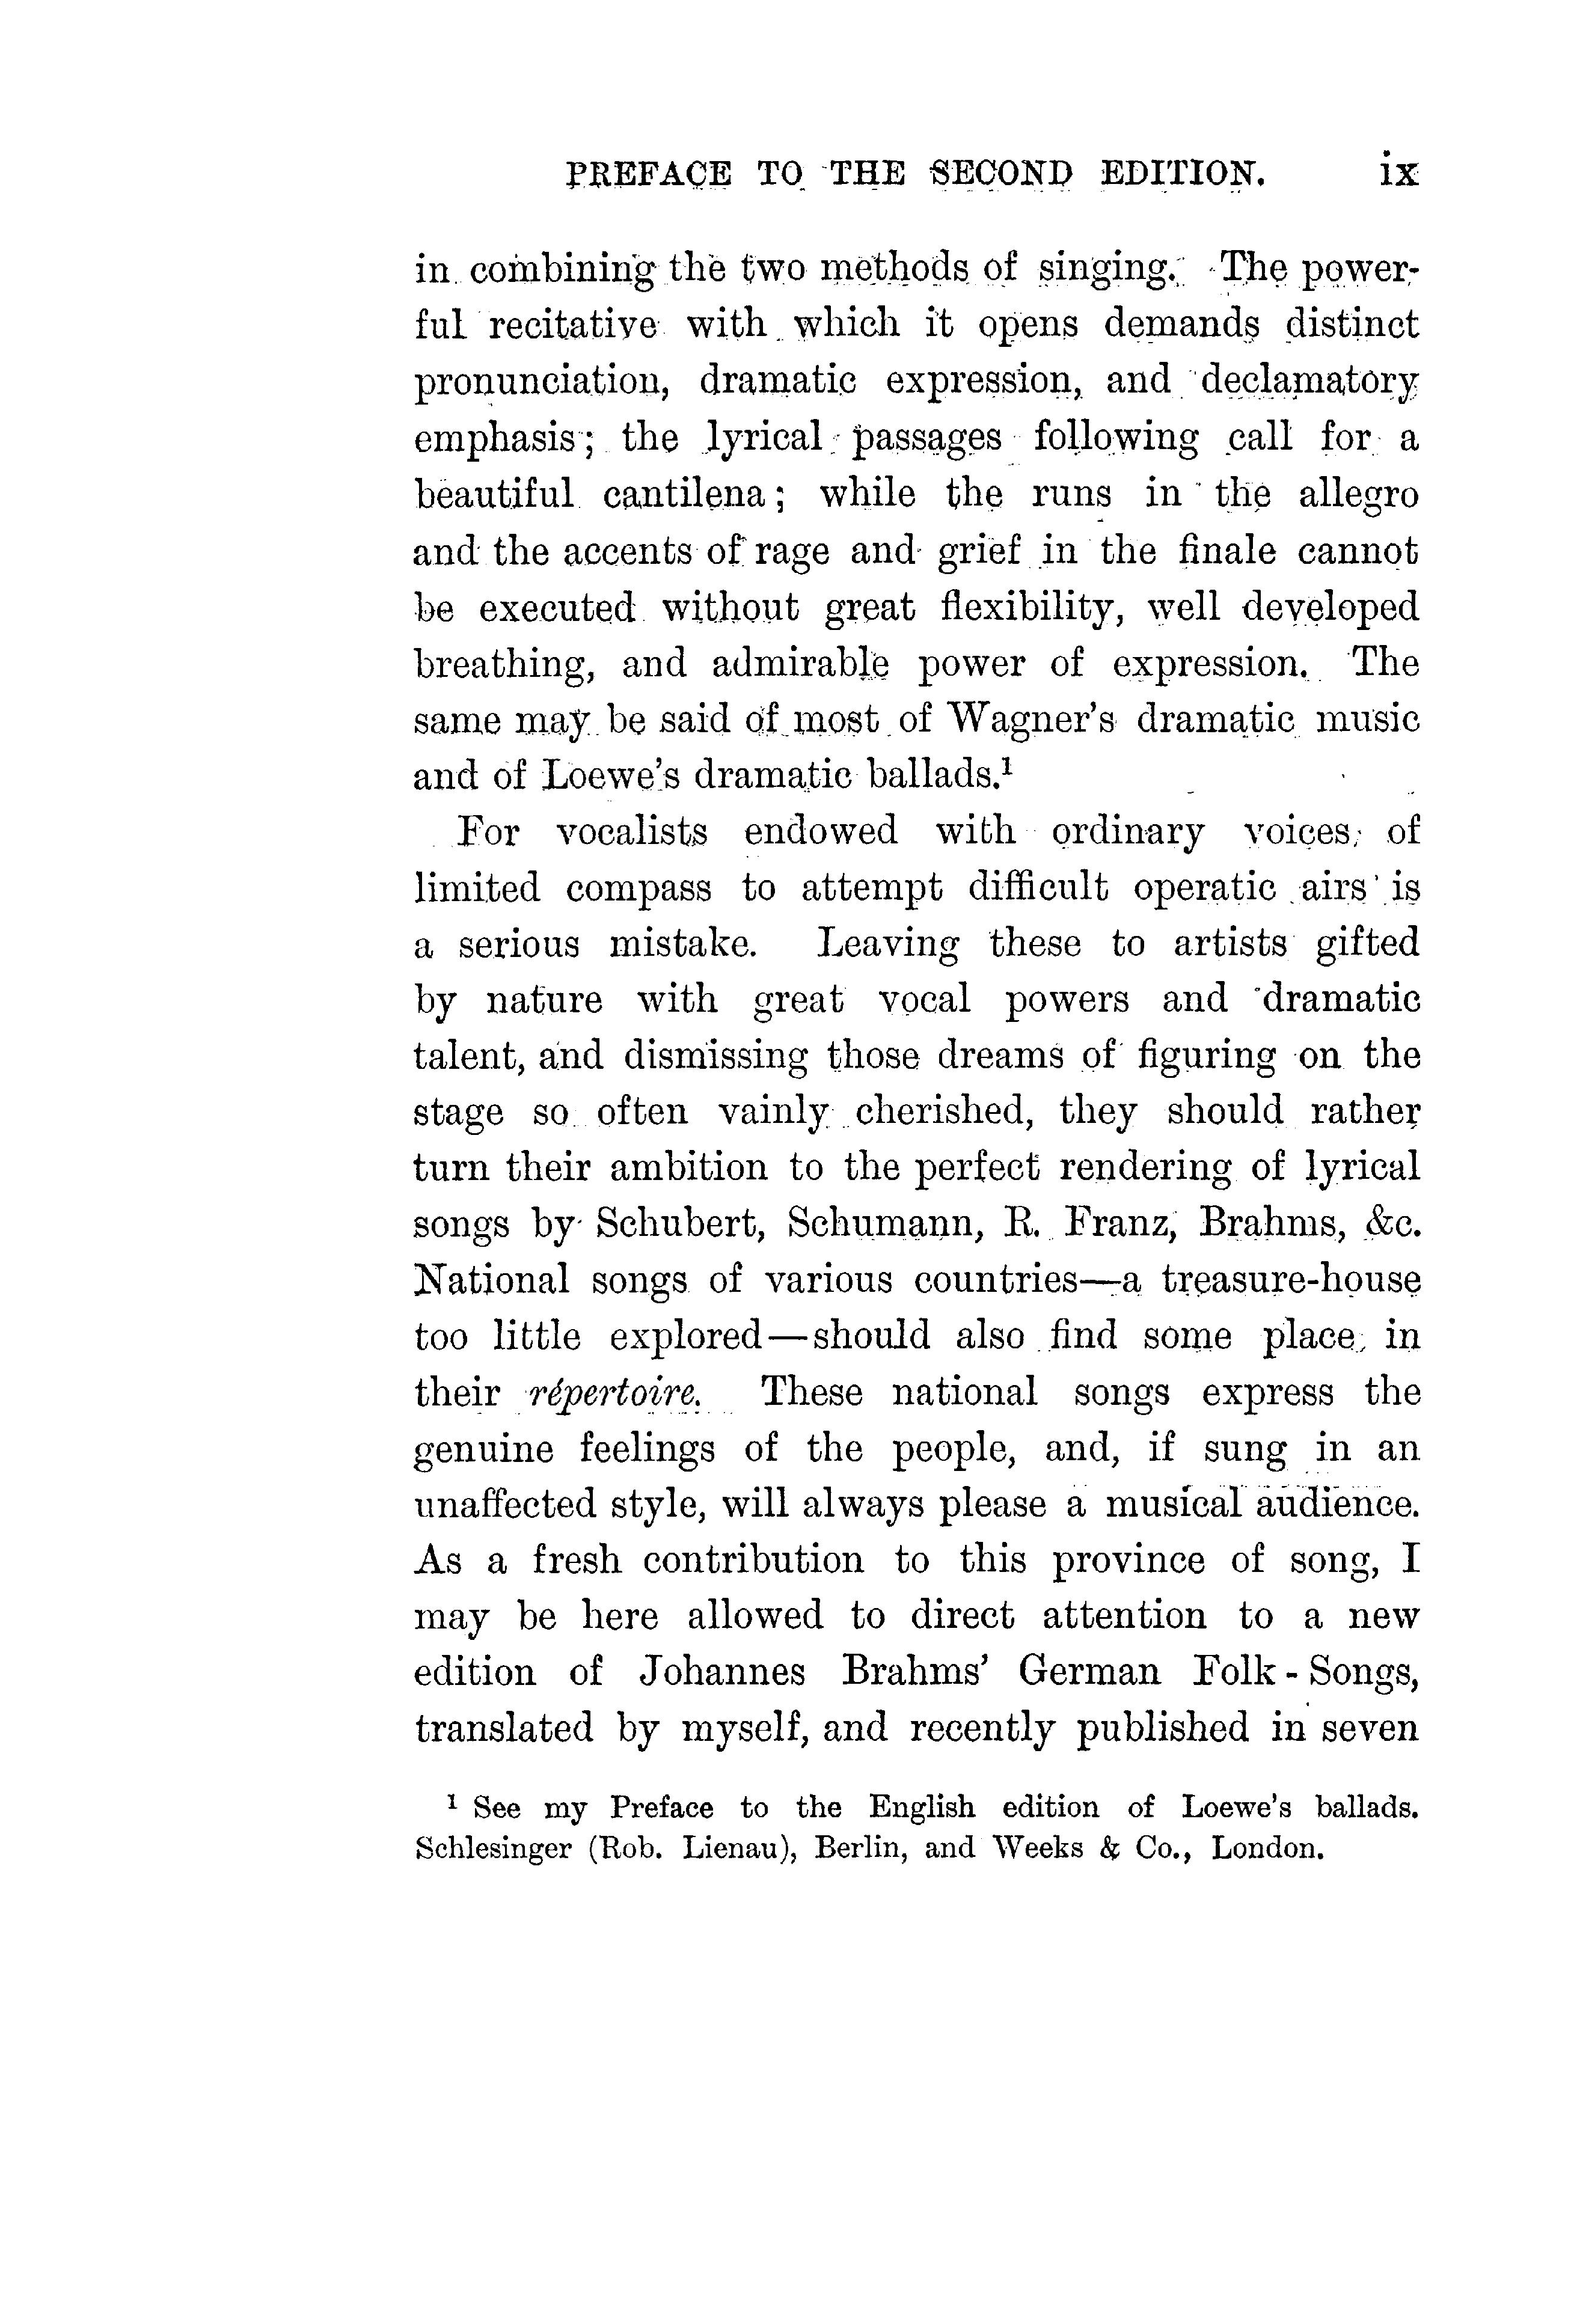 PREFACE TO THE SECOND EDITION. ix
in combining the two methods of singing. The power-
ful recitative with which it opens demands distinct
pronunciation, dramatic expression, and declamatory
emphasis; the lyrical passages following call for a
beautiful cantilena; while the runs in the allegro
and the accents of rage and grief in the finale cannot
be executed without great flexibility, well developed
breathing, and admirable power of expression. The
same may be said of most of Wagner's dramatic music
and of Loewe's dramatic ballads.¹
For vocalists endowed with ordinary voices of
limited compass to attempt difficult operatic airs is
a serious mistake. Leaving these to artists gifted
by nature with great vocal powers and dramatic
talent, and dismissing those dreams of figuring on the
stage so often vainly cherished, they should rather
turn their ambition to the perfect rendering of lyrical
songs by Schubert, Schumann, R. Franz, Brahms, &c.
National songs of various countries—a treasure-house
too little explored—should also find some place in
their répertoire. These national songs express the
genuine feelings of the people, and, if sung in an
unaffected style, will always please a musical audience.
As a fresh contribution to this province of song, I
may be here allowed to direct attention to a new
edition of Johannes Brahms' German Folk-Songs,
translated by myself, and recently published in seven
¹ See my Preface to the English edition of Loewe's ballads.
Schlesinger (Rob. Lienau), Berlin, and Weeks & Co., London.